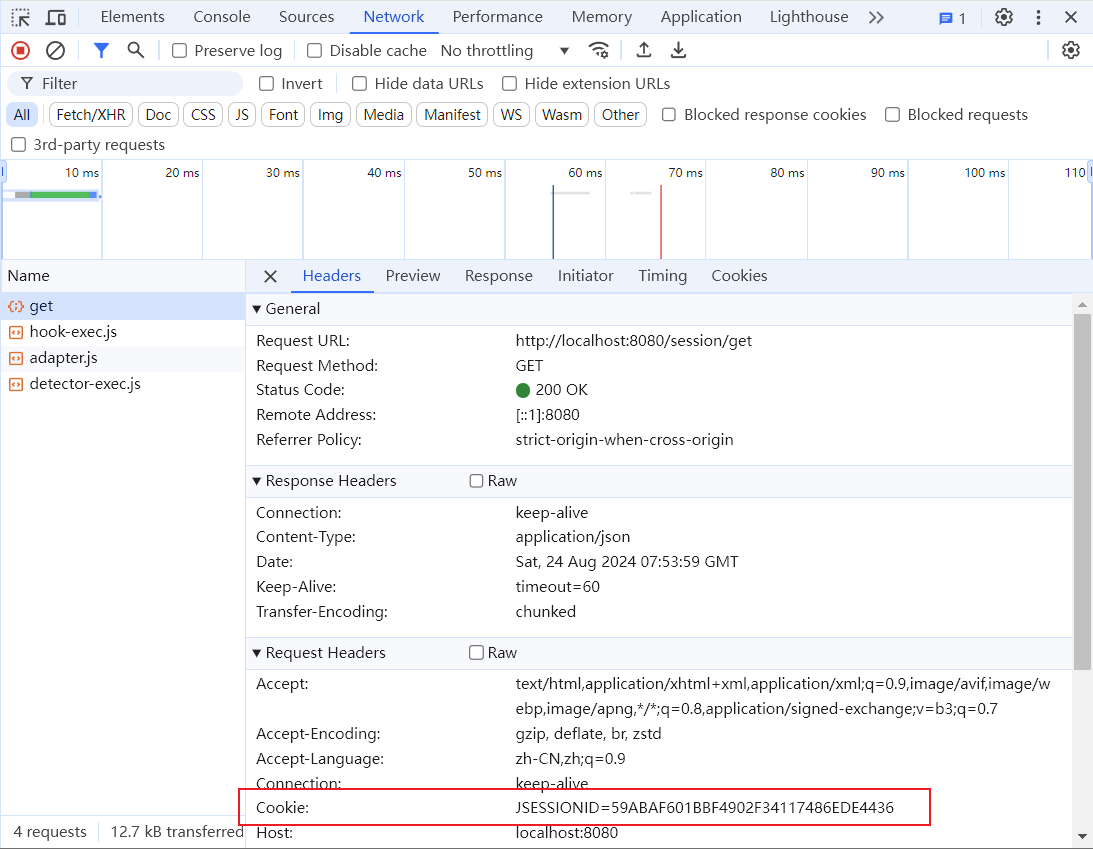 Elements Console Sources Network Performance Memory Application Lighthouse 1
Preserve log Disable cache No throttling
Filter Invert Hide data URLs Hide extension URLs
All Fetch/XHR Doc CSS JS Font Img Media Manifest WS Wasm Other Blocked response cookies Blocked requests
3rd-party requests
10 ms 20 ms 30 ms 40 ms 50 ms 60 ms 70 ms 80 ms 90 ms 100 ms 110
Name
get
hook-exec.js
adapter.js
detector-exec.js
4 requests 12.7 kB transferred
Headers Preview Response Initiator Timing Cookies
General
Request URL: http://localhost:8080/session/get
Request Method: GET
Status Code: 200 OK
Remote Address: [::1]:8080
Referrer Policy: strict-origin-when-cross-origin
Response Headers Raw
Connection: keep-alive
Content-Type: application/json
Date: Sat, 24 Aug 2024 07:53:59 GMT
Keep-Alive: timeout=60
Transfer-Encoding: chunked
Request Headers Raw
Accept: text/html,application/xhtml+xml,application/xml;q=0.9,image/avif,image/w
ebp,image/apng,*/*;q=0.8,application/signed-exchange;v=b3;q=0.7
Accept-Encoding: gzip, deflate, br, zstd
Accept-Language: zh-CN,zh;q=0.9
Connection: keep-alive
Cookie: JSESSIONID=59ABAF601BBF4902F34117486EDE4436
Host: localhost:8080